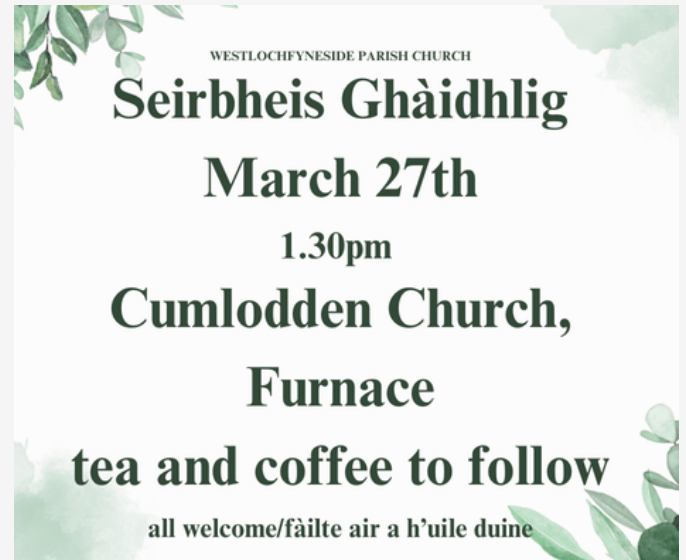 WESTLOCHFYNESIDE PARISH CHURCH
Seirbheis Ghàidhlig
March 27th
1.30pm
Cumlodden Church,
Furnace
tea and coffee to follow
all welcome/fàilte air a h'uile duine